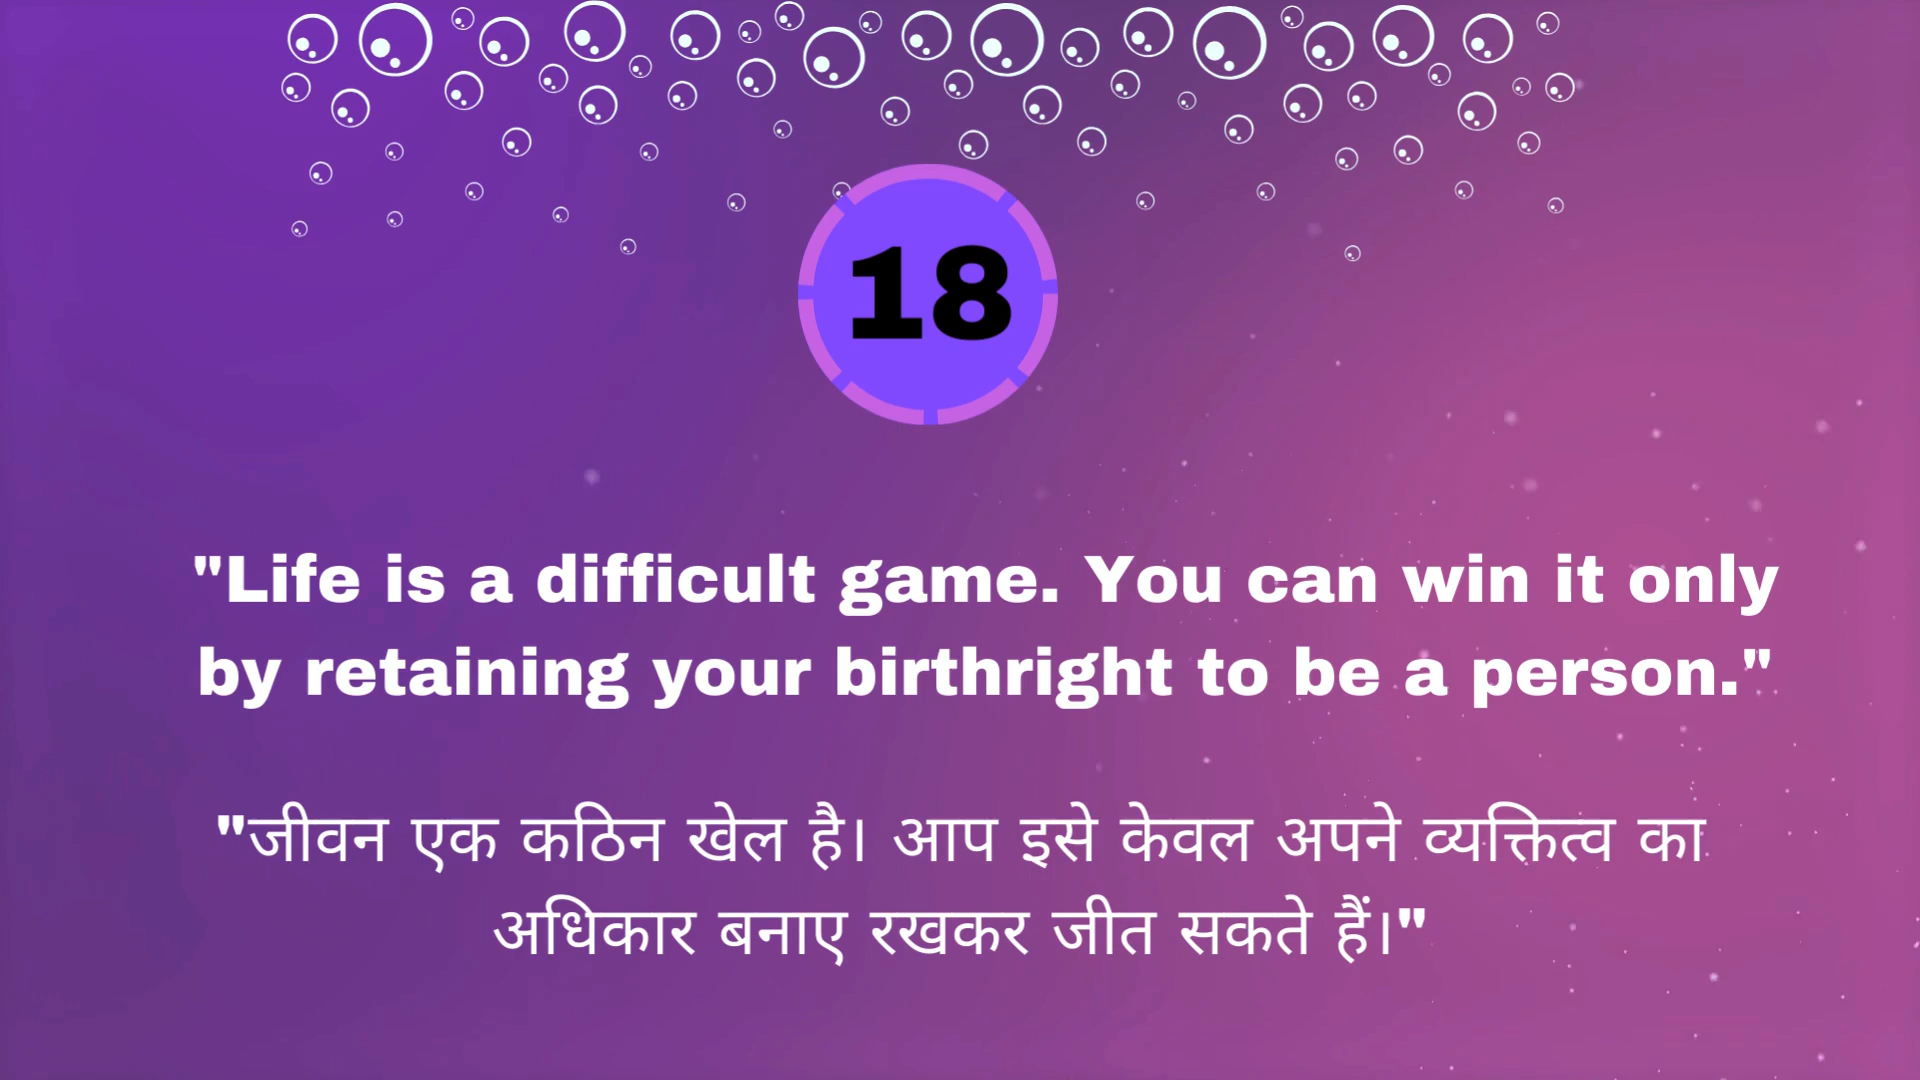 18
"Life is a difficult game. You can win it only
by retaining your birthright to be a person."
"जीवन एक कठिन खेल है। आप इसे केवल अपने व्यक्तित्व का
अधिकार बनाए रखकर जीत सकते हैं।"